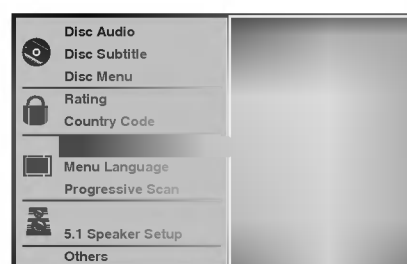 Disc Audio
Disc Subtitle
Disc Menu
Rating
Country Code
Menu Language
Progressive Scan
5.1 Speaker Setup
Others